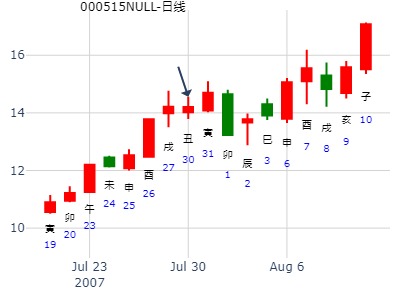 000515NULL-日线
16
14
12
10
寅
19
卯
20
午
23
未
24
申
25
酉
26
戌
27
丑
30
寅
31
卯
1
辰
2
巳
3
申
6
酉
7
戌
8
亥
9
子
10
Jul 23
2007
Jul 30
Aug 6